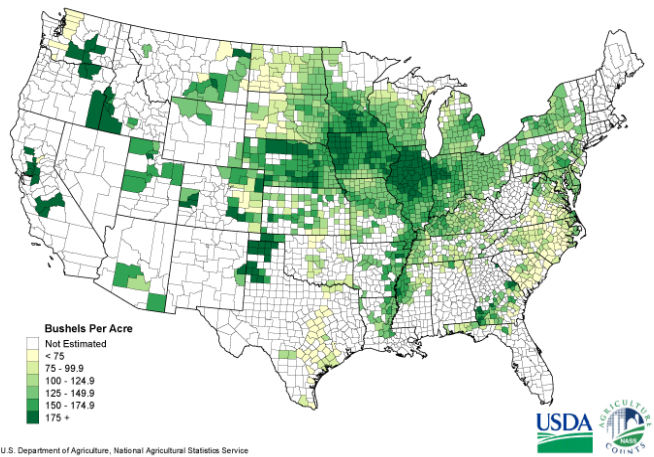 Bushels Per Acre
Not Estimated
< 75
75 - 99.9
100 - 124.9
125 - 149.9
150 - 174.9
175 +
USDA
AGRICULTURE
NASS
COUNTS
U.S. Department of Agriculture, National Agricultural Statistics Service